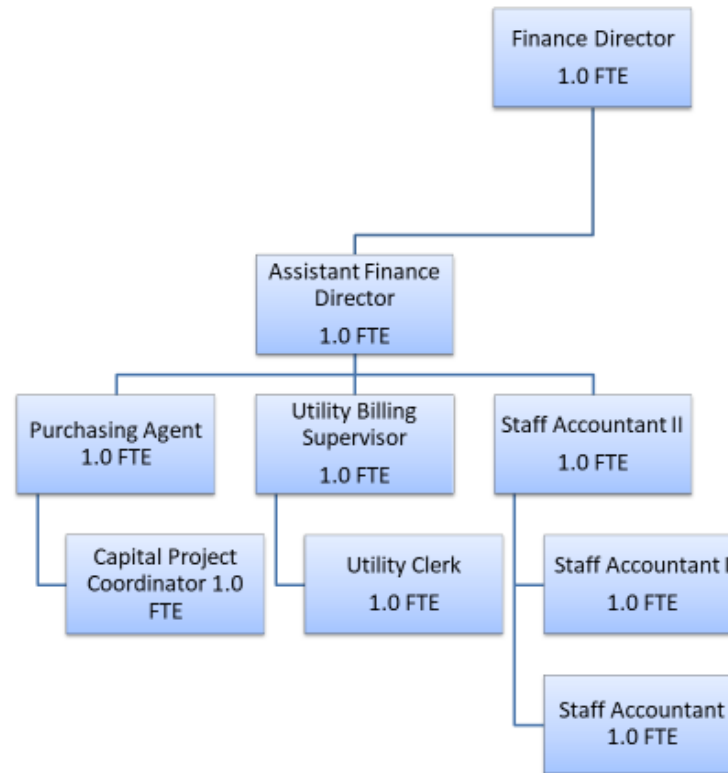 Finance Director
1.0 FTE
Assistant Finance
Director
1.0 FTE
Purchasing Agent
1.0 FTE
Utility Billing
Supervisor
1.0 FTE
Staff Accountant II
1.0 FTE
Capital Project
Coordinator 1.0
FTE
Utility Clerk
1.0 FTE
Staff Accountant I
1.0 FTE
Staff Accountant
1.0 FTE